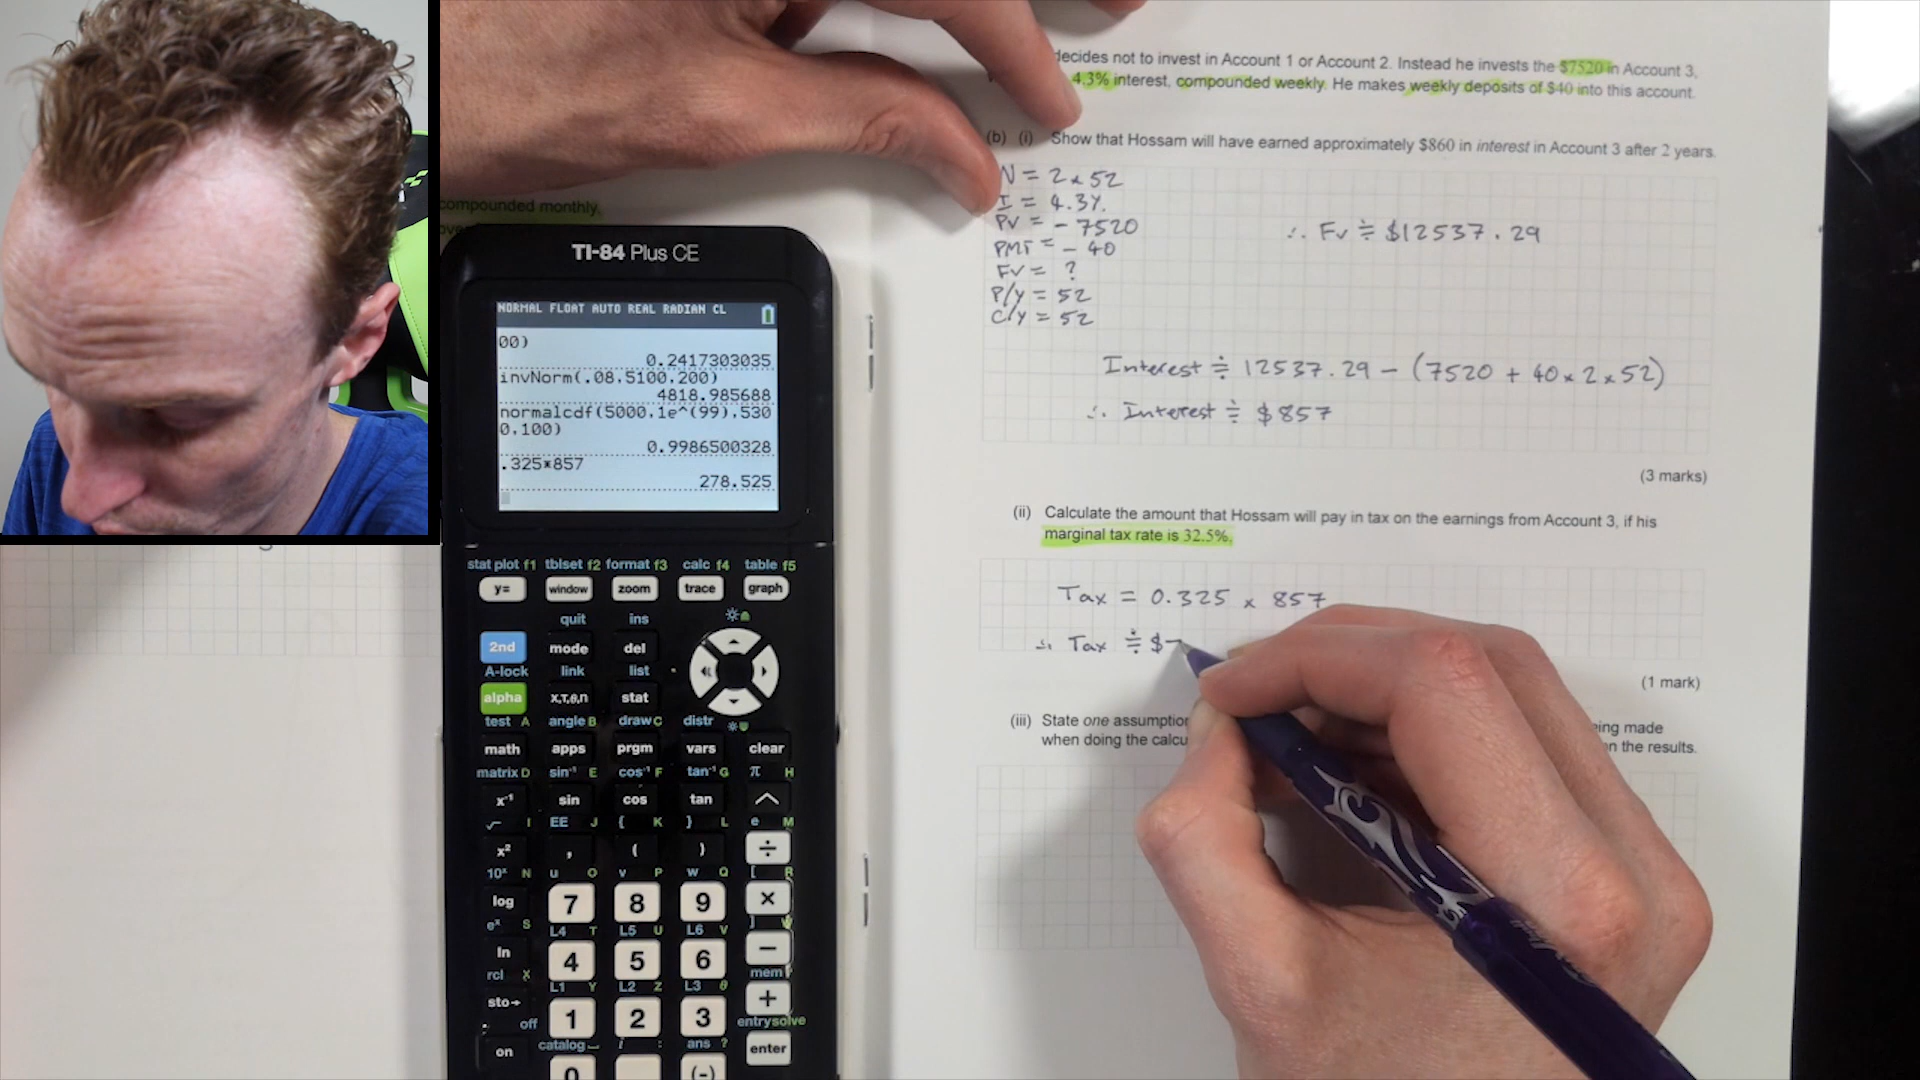 decides not to invest in Account 1 or Account 2. Instead he invests the $7520 in Account 3,
4.3% interest, compounded weekly. He makes weekly deposits of $40 into this account.
(b) (i) Show that Hossam will have earned approximately $860 in interest in Account 3 after 2 years.
N = 2 × 52
I = 4.3%.
PV = - 7520
PMT = - 40
FV = ?
P/Y = 52
C/Y = 52
∴ FV ≑ $12537.29
Interest ≑ 12537.29 - (7520 + 40 × 2 × 52)
∴ Interest ≑ $857
(3 marks)
(ii) Calculate the amount that Hossam will pay in tax on the earnings from Account 3, if his
marginal tax rate is 32.5%.
Tax = 0.325 × 857
∴ Tax ≑ $
(1 mark)
(iii) State one assumption
ing made
when doing the
n the results.
compounded monthly.
TI-84 Plus CE
NORMAL FLOAT AUTO REAL RADIAN CL
00)
0.2417303035
invNorm(.08,5100,200)
4818.985688
normalcdf(5000,1e^(99),530
0,100)
0.9986500328
.325*857
278.525
stat plot f1 tblset f2 format f3 calc f4 table f5
y= window zoom trace graph
quit ins
2nd mode del
A-lock link list
alpha X,T,θ,n stat
test A angle B draw C distr
math apps prgm vars clear
matrix D sin⁻¹ E cos⁻¹ F tan⁻¹ G π H
x⁻¹ sin cos tan ^
√ I EE J { K } L e M
x² , ( ) ÷
10ˣ N u O v P w Q [ R
log 7 8 9 ×
eˣ S L4 T L5 U L6 V ] W
ln 4 5 6 −
rcl X L1 Y L2 Z L3 θ mem
sto→ 1 2 3 +
off catalog i : ans ? entry solve
on 0 (-) enter